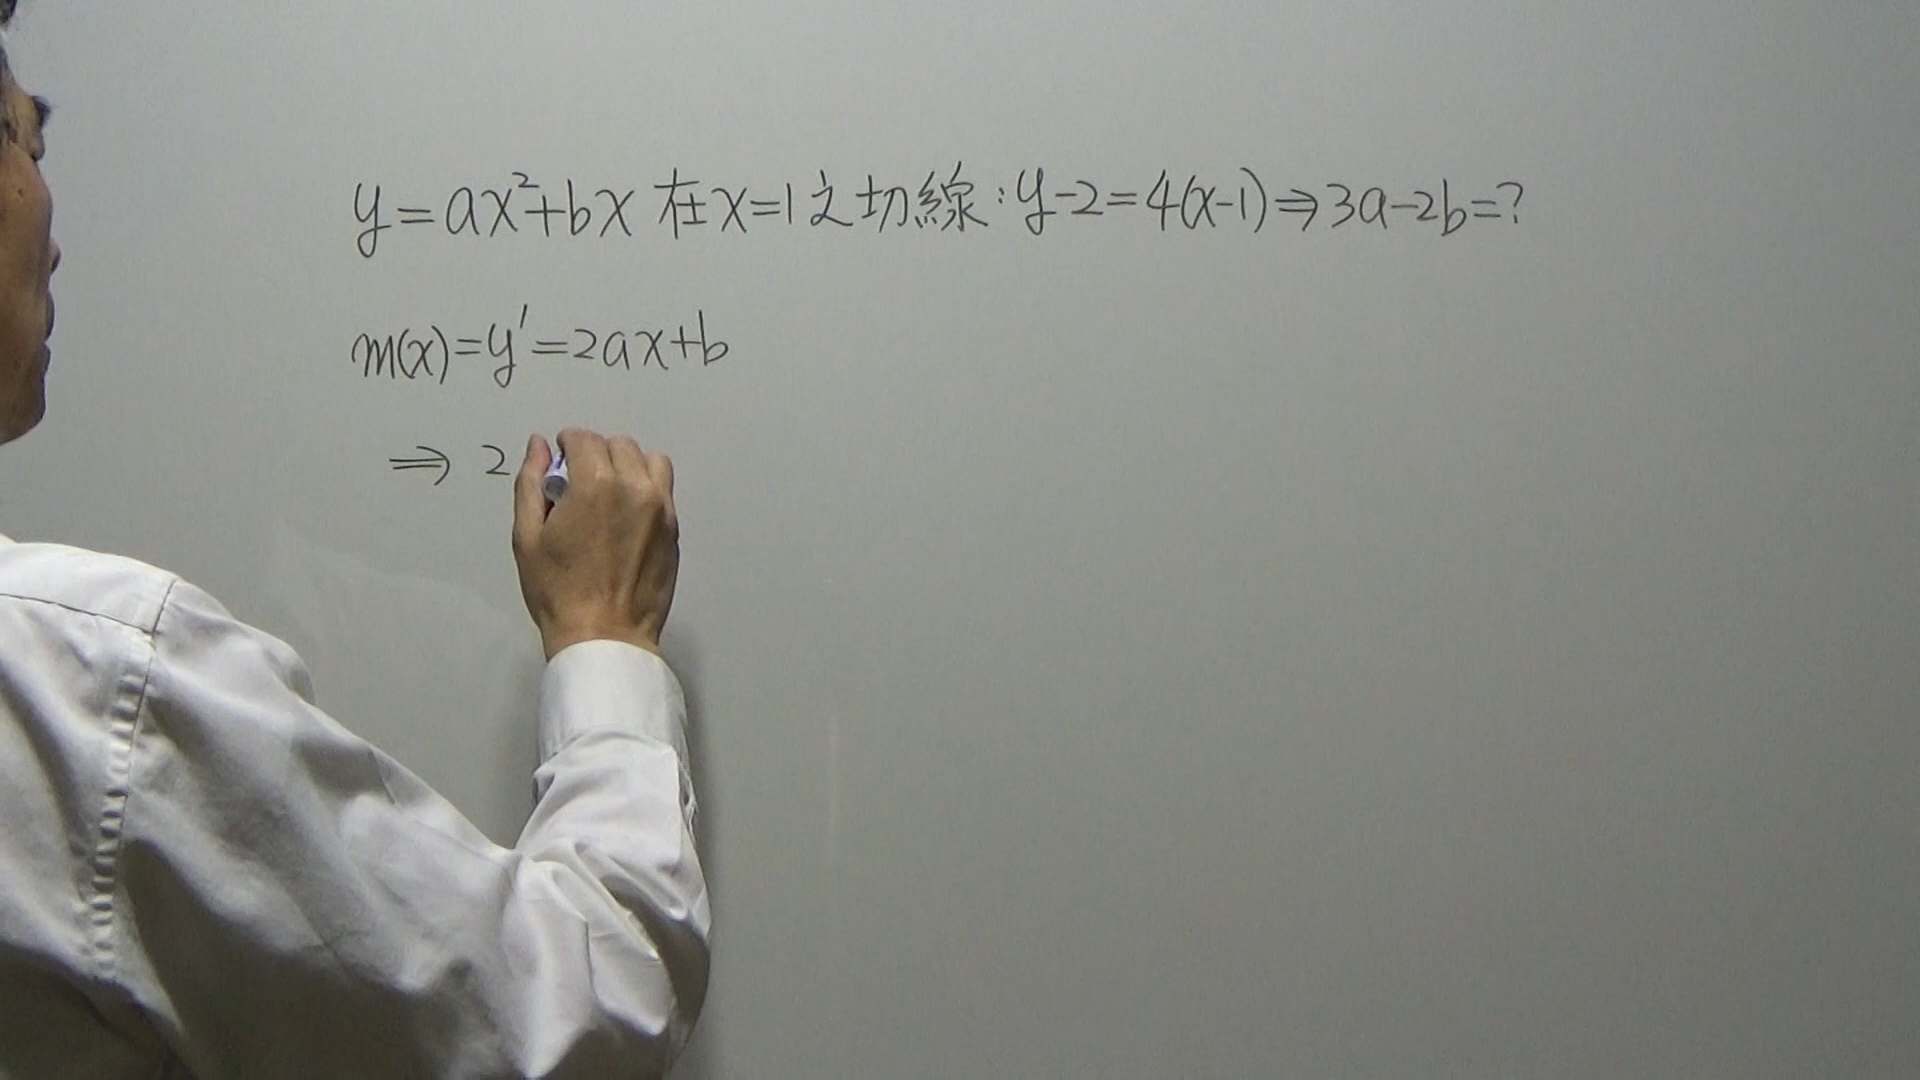 y=ax²+bx 在x=1之切線:y-2=4(x-1)⇒3a-2b=?
m(x)=y'=2ax+b
⇒ 2